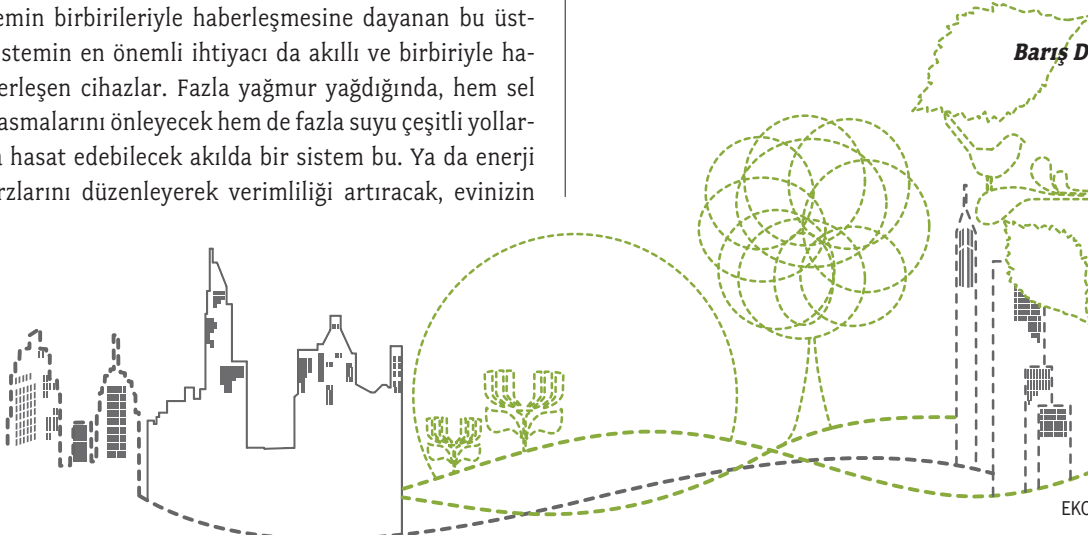 emin birbirileriyle haberleşmesine dayanan bu üst-
stemin en önemli ihtiyacı da akıllı ve birbiriyle ha-
erleşen cihazlar. Fazla yağmur yağdığında, hem sel
asmalarını önleyecek hem de fazla suyu çeşitli yollar-
a hasat edebilecek akılda bir sistem bu. Ya da enerji
rzlarını düzenleyerek verimliliği artıracak, evinizin
Barış D
EKO